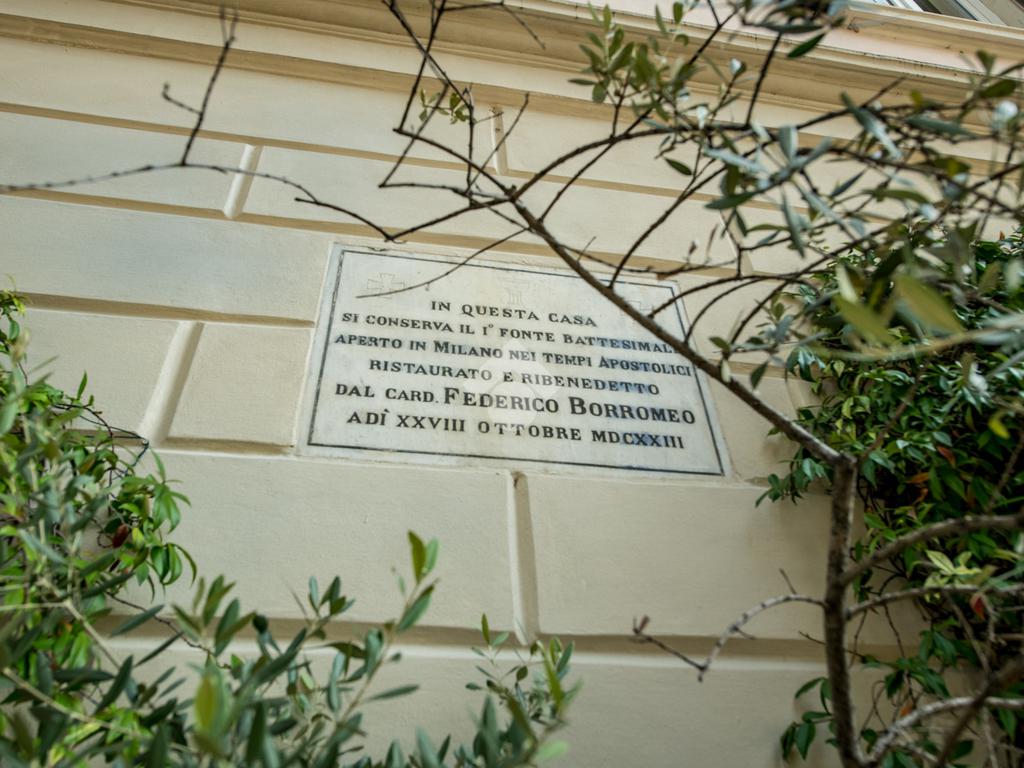 IN QUESTA CASA
SI CONSERVA IL I° FONTE BATTESIMALE
APERTO IN MILANO NEI TEMPI APOSTOLICI
RISTAURATO E RIBENEDETTO
DAL CARD. FEDERICO BORROMEO
ADÌ XXVIII OTTOBRE MDCXXIII